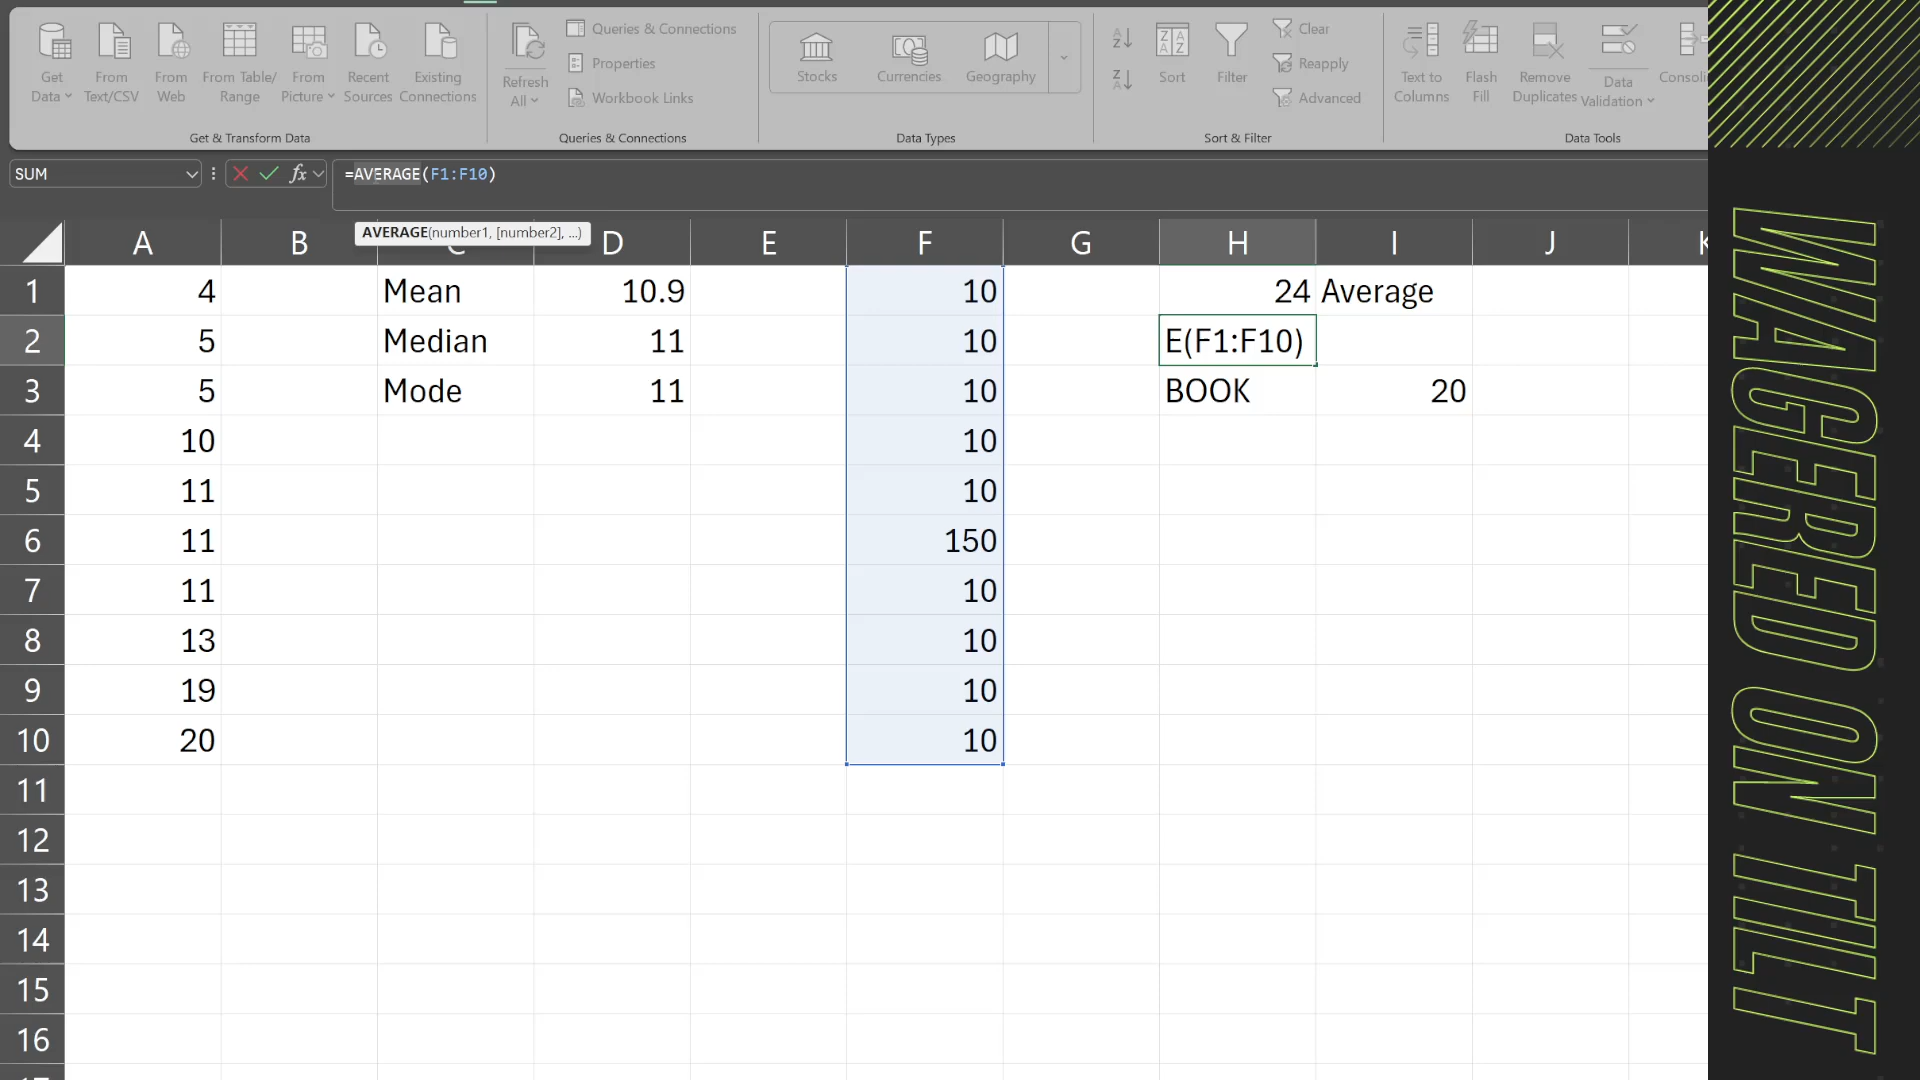 Get Data
From Text/CSV
From Web
From Table/ Range
From Picture
Recent Sources
Existing Connections
Get & Transform Data
Refresh All
Queries & Connections
Properties
Workbook Links
Queries & Connections
Stocks
Currencies
Geography
Data Types
Sort
Filter
Clear
Reapply
Advanced
Sort & Filter
Text to Columns
Flash Fill
Remove Duplicates
Data Validation
Data Tools
SUM
fx
=AVERAGE(F1:F10)
AVERAGE(number1, [number2], ...)
A B C D E F G H I J K
1 4 Mean 10.9 10 24 Average
2 5 Median 11 10 E(F1:F10)
3 5 Mode 11 10 BOOK 20
4 10 10
5 11 10
6 11 150
7 11 10
8 13 10
9 19 10
10 20 10
11
12
13
14
15
16
WAGERED ON TILT